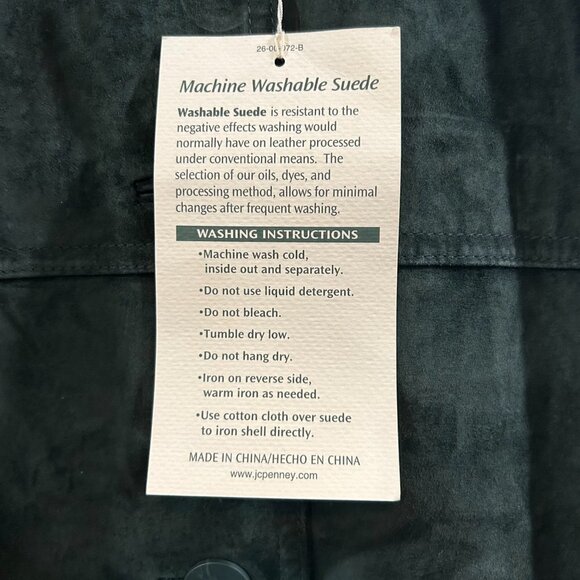 Machine Washable Suede
Washable Suede is resistant to the
negative effects washing would
normally have on leather processed
under conventional means. The
selection of our oils, dyes, and
processing method, allows for minimal
changes after frequent washing.
WASHING INSTRUCTIONS
•Machine wash cold,
inside out and separately.
•Do not use liquid detergent.
•Do not bleach.
•Tumble dry low.
•Do not hang dry.
•Iron on reverse side,
warm iron as needed.
•Use cotton cloth over suede
to iron shell directly.
MADE IN CHINA/HECHO EN CHINA
www.jcpenney.com